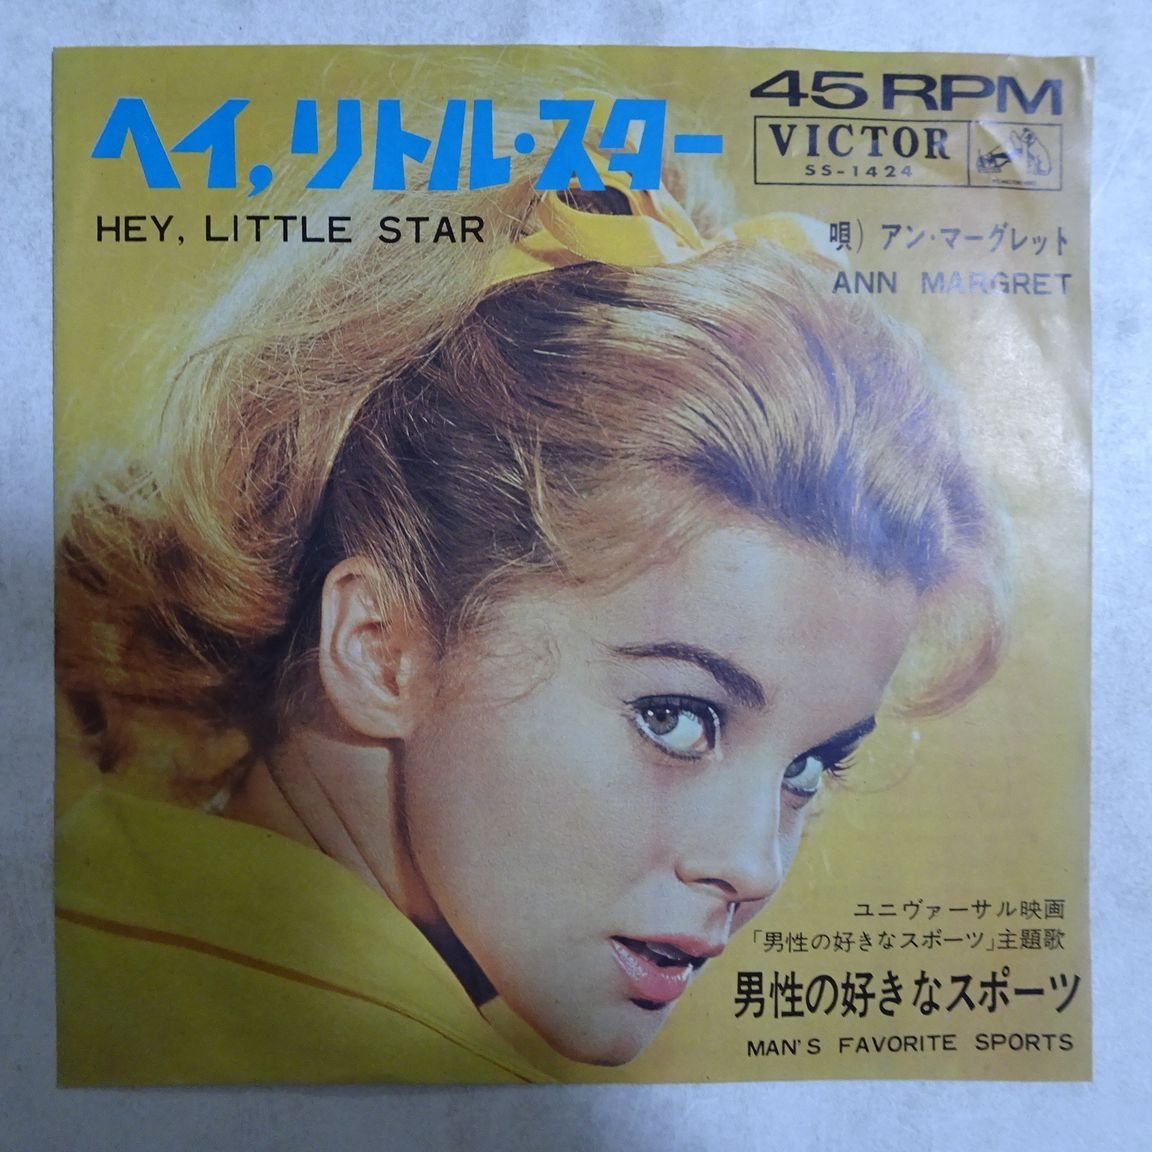 ヘイ,リトル・スター
HEY, LITTLE STAR
45 RPM
VICTOR
SS-1424
唄) アン・マーグレット
ANN MARGRET
ユニヴァーサル映画
「男性の好きなスポーツ」主題歌
男性の好きなスポーツ
MAN'S FAVORITE SPORTS